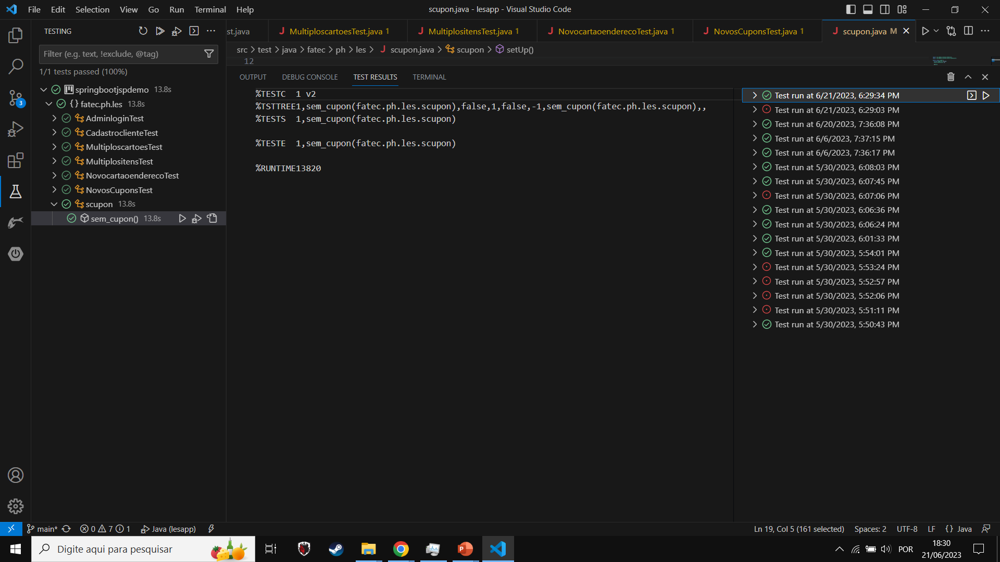 File Edit Selection View Go Run Terminal Help
scupon.java - lesapp - Visual Studio Code
TESTING
st.java
MultiploscartoesTest.java 1
MultiplositensTest.java 1
NovocartaoenderecoTest.java 1
NovosCuponsTest.java 1
scupon.java M
Filter (e.g. text, !exclude, @tag)
src > test > java > fatec > ph > les > scupon.java > scupon > setUp()
12
1/1 tests passed (100%)
OUTPUT DEBUG CONSOLE TEST RESULTS TERMINAL
springbootjspdemo 13.8s
{ } fatec.ph.les 13.8s
AdminloginTest
CadastroclienteTest
MultiploscartoesTest
MultiplositensTest
NovocartaoenderecoTest
NovosCuponsTest
scupon 13.8s
sem_cupon() 13.8s
3
%TESTC  1 v2
%TSTTREE1,sem_cupon(fatec.ph.les.scupon),false,1,false,-1,sem_cupon(fatec.ph.les.scupon),,
%TESTS  1,sem_cupon(fatec.ph.les.scupon)
%TESTE  1,sem_cupon(fatec.ph.les.scupon)
%RUNTIME13820
Test run at 6/21/2023, 6:29:34 PM
Test run at 6/21/2023, 6:29:03 PM
Test run at 6/20/2023, 7:36:08 PM
Test run at 6/6/2023, 7:37:15 PM
Test run at 6/6/2023, 7:36:17 PM
Test run at 5/30/2023, 6:08:03 PM
Test run at 5/30/2023, 6:07:45 PM
Test run at 5/30/2023, 6:07:06 PM
Test run at 5/30/2023, 6:06:36 PM
Test run at 5/30/2023, 6:06:24 PM
Test run at 5/30/2023, 6:01:33 PM
Test run at 5/30/2023, 5:54:01 PM
Test run at 5/30/2023, 5:53:24 PM
Test run at 5/30/2023, 5:52:57 PM
Test run at 5/30/2023, 5:52:06 PM
Test run at 5/30/2023, 5:51:11 PM
Test run at 5/30/2023, 5:50:43 PM
main* 0 7 1 Java (lesapp)
Ln 19, Col 5 (161 selected) Spaces: 2 UTF-8 LF { } Java
Digite aqui para pesquisar
POR
18:30
21/06/2023